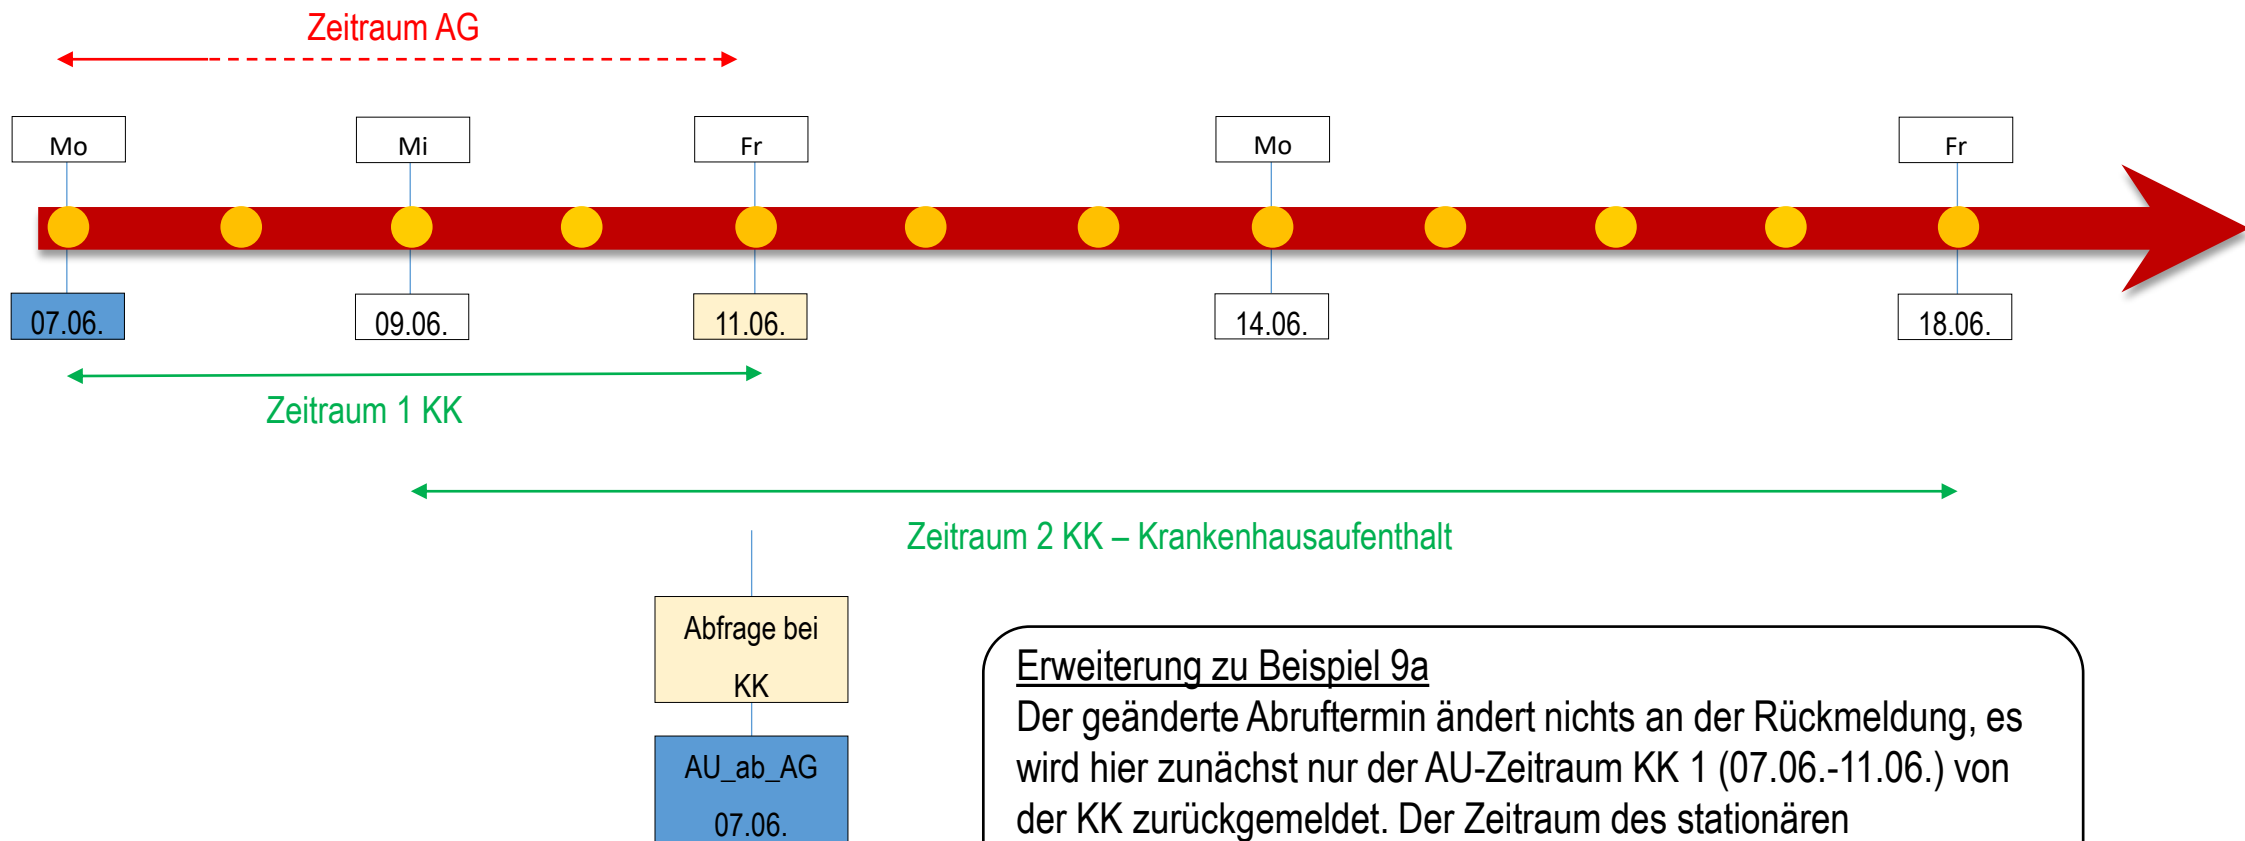 Zeitraum AG
Mo
Mi
Fr
Mo
Fr
07.06.
09.06.
11.06.
14.06.
18.06.
Zeitraum 1 KK
Zeitraum 2 KK – Krankenhausaufenthalt
Abfrage bei
KK
AU_ab_AG
07.06.
Erweiterung zu Beispiel 9a
Der geänderte Abruftermin ändert nichts an der Rückmeldung, es
wird hier zunächst nur der AU-Zeitraum KK 1 (07.06.-11.06.) von
der KK zurückgemeldet. Der Zeitraum des stationären